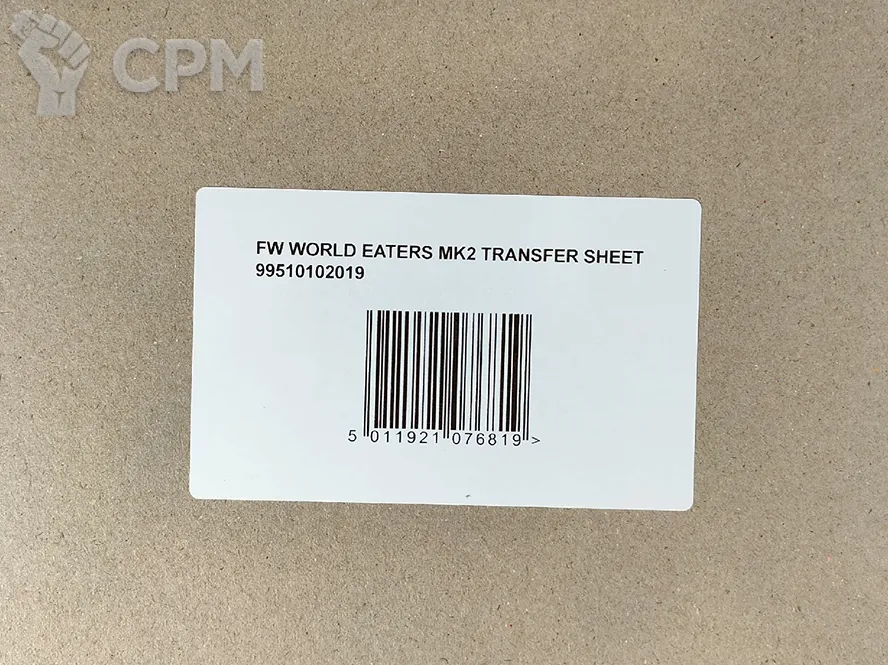 CPM
FW WORLD EATERS MK2 TRANSFER SHEET
99510102019
5 011921 076819 >